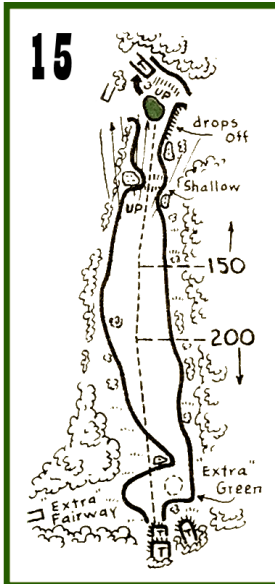 15
UP
drops
Off
Shallow
UP
150
200
"Extra"
Green
"Extra"
Fairway
T